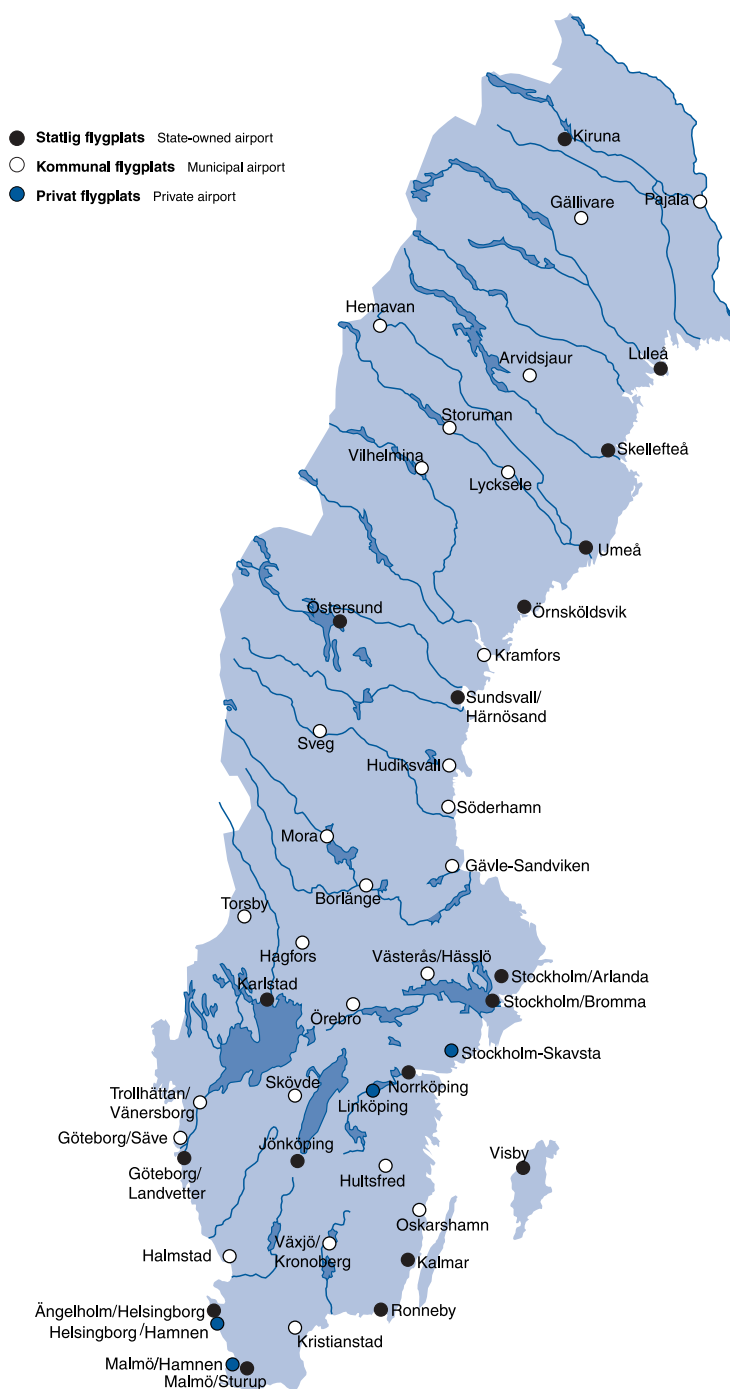 Statlig flygplats State-owned airport
Kommunal flygplats Municipal airport
Privat flygplats Private airport
Kiruna
Gällivare
Pajala
Hemavan
Arvidsjaur
Luleå
Storuman
Vilhelmina
Lycksele
Skellefteå
Umeå
Östersund
Örnsköldsvik
Kramfors
Sundsvall/
Härnösand
Sveg
Hudiksvall
Söderhamn
Mora
Gävle-Sandviken
Borlänge
Torsby
Hagfors
Västerås/Hässlö
Stockholm/Arlanda
Karlstad
Stockholm/Bromma
Örebro
Stockholm-Skavsta
Norrköping
Skövde
Linköping
Trollhättan/
Vänersborg
Göteborg/Säve
Jönköping
Visby
Göteborg/
Landvetter
Hultsfred
Oskarshamn
Växjö/
Kronoberg
Halmstad
Kalmar
Ängelholm/Helsingborg
Ronneby
Helsingborg/Hamnen
Kristianstad
Malmö/Hamnen
Malmö/Sturup